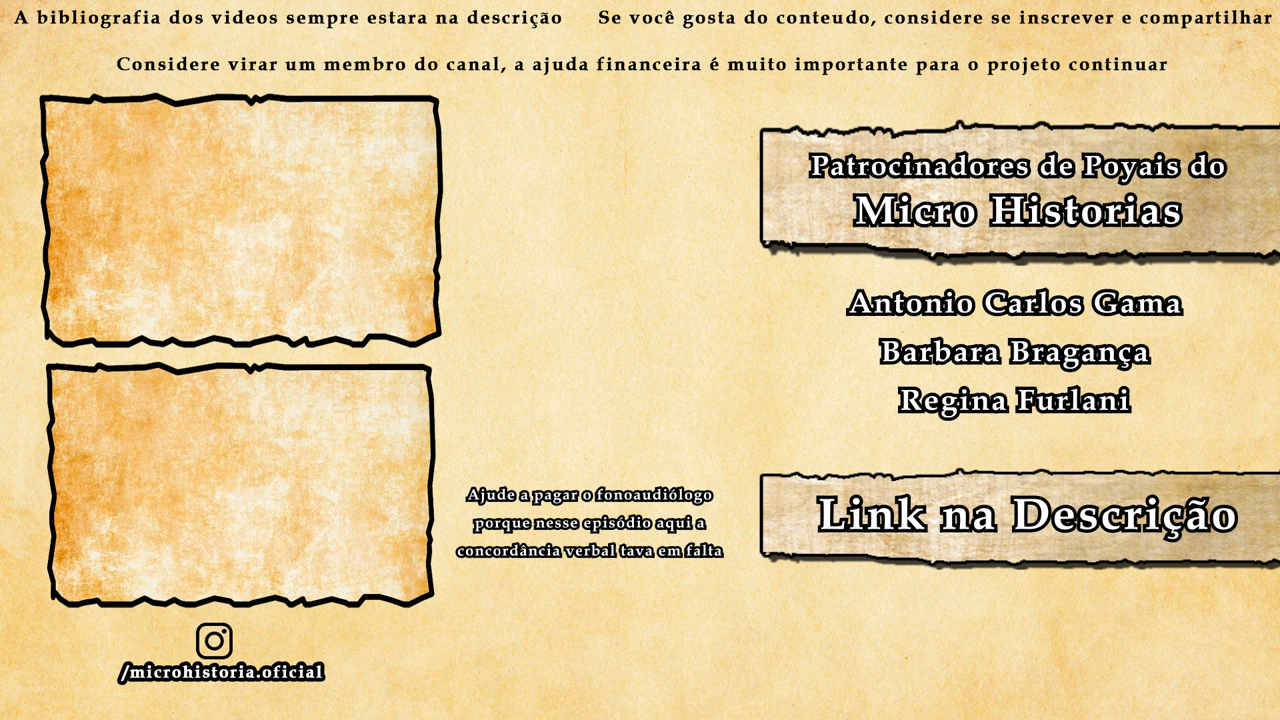 A bibliografia dos videos sempre estara na descrição
Se você gosta do conteudo, considere se inscrever e compartilhar
Considere virar um membro do canal, a ajuda financeira é muito importante para o projeto continuar
Patrocinadores de Poyais do
Micro Historias
Antonio Carlos Gama
Barbara Bragança
Regina Furlani
Ajude a pagar o fonoaudiólogo
porque nesse episódio aqui a
concordância verbal tava em falta
Link na Descrição
/microhistoria.oficial